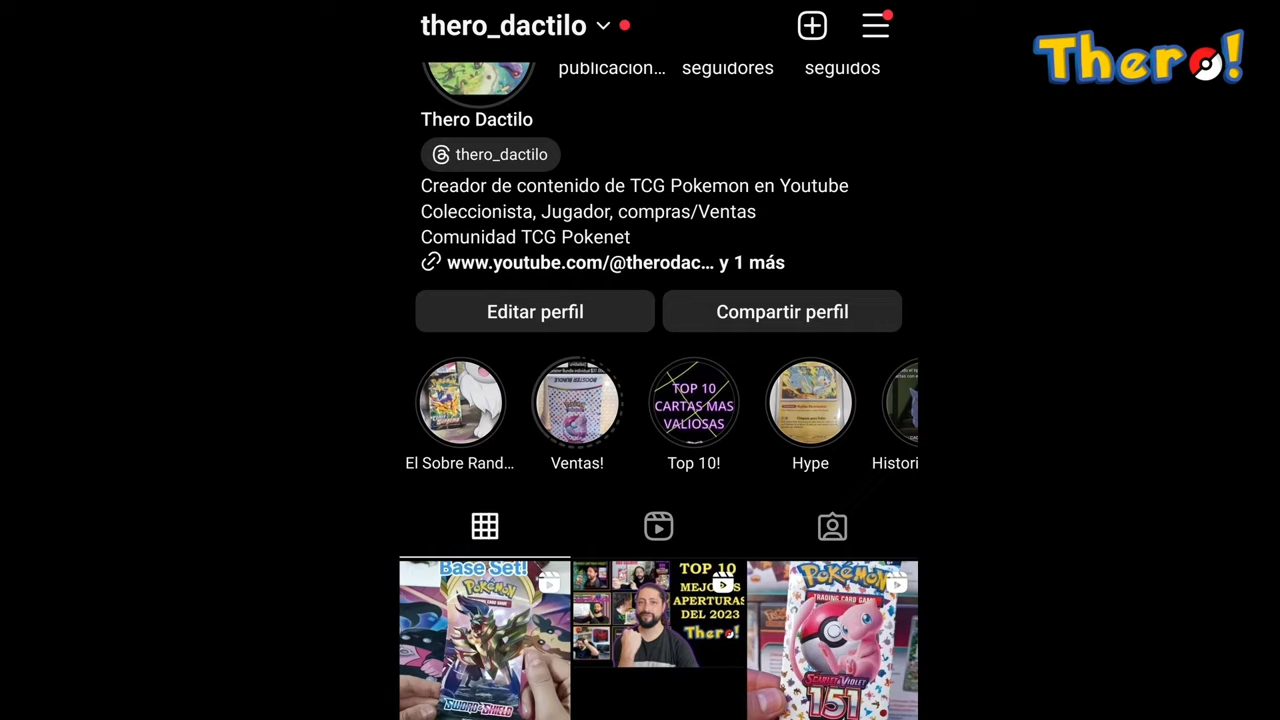 thero_dactilo
Thero!
publicacion... seguidores seguidos
Thero Dactilo
thero_dactilo
Creador de contenido de TCG Pokemon en Youtube
Coleccionista, Jugador, compras/Ventas
Comunidad TCG Pokenet
www.youtube.com/@therodac... y 1 más
Editar perfil Compartir perfil
TOP 10
CARTAS MAS
VALIOSAS
El Sobre Rand... Ventas! Top 10! Hype Histori
Base Set!
Pokémon
SWORD & SHIELD
TOP 10
MEJORES
APERTURAS
DEL 2023
Thero!
Pokémon
TRADING CARD GAME
SCARLET & VIOLET
151